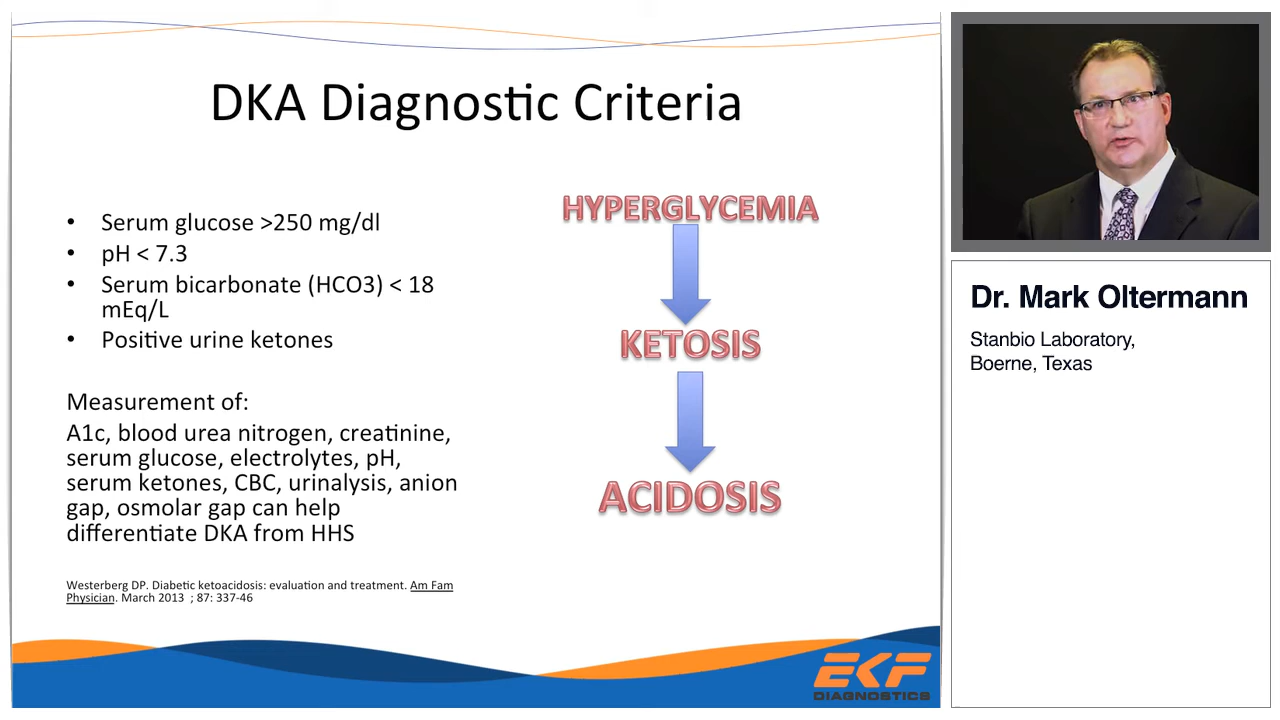 DKA Diagnostic Criteria
• Serum glucose >250 mg/dl
• pH < 7.3
• Serum bicarbonate (HCO3) < 18
mEq/L
• Positive urine ketones
Measurement of:
A1c, blood urea nitrogen, creatinine,
serum glucose, electrolytes, pH,
serum ketones, CBC, urinalysis, anion
gap, osmolar gap can help
differentiate DKA from HHS
Westerberg DP. Diabetic ketoacidosis: evaluation and treatment. Am Fam
Physician. March 2013 ; 87: 337-46
HYPERGLYCEMIA
KETOSIS
ACIDOSIS
EKF
DIAGNOSTICS
Dr. Mark Oltermann
Stanbio Laboratory,
Boerne, Texas